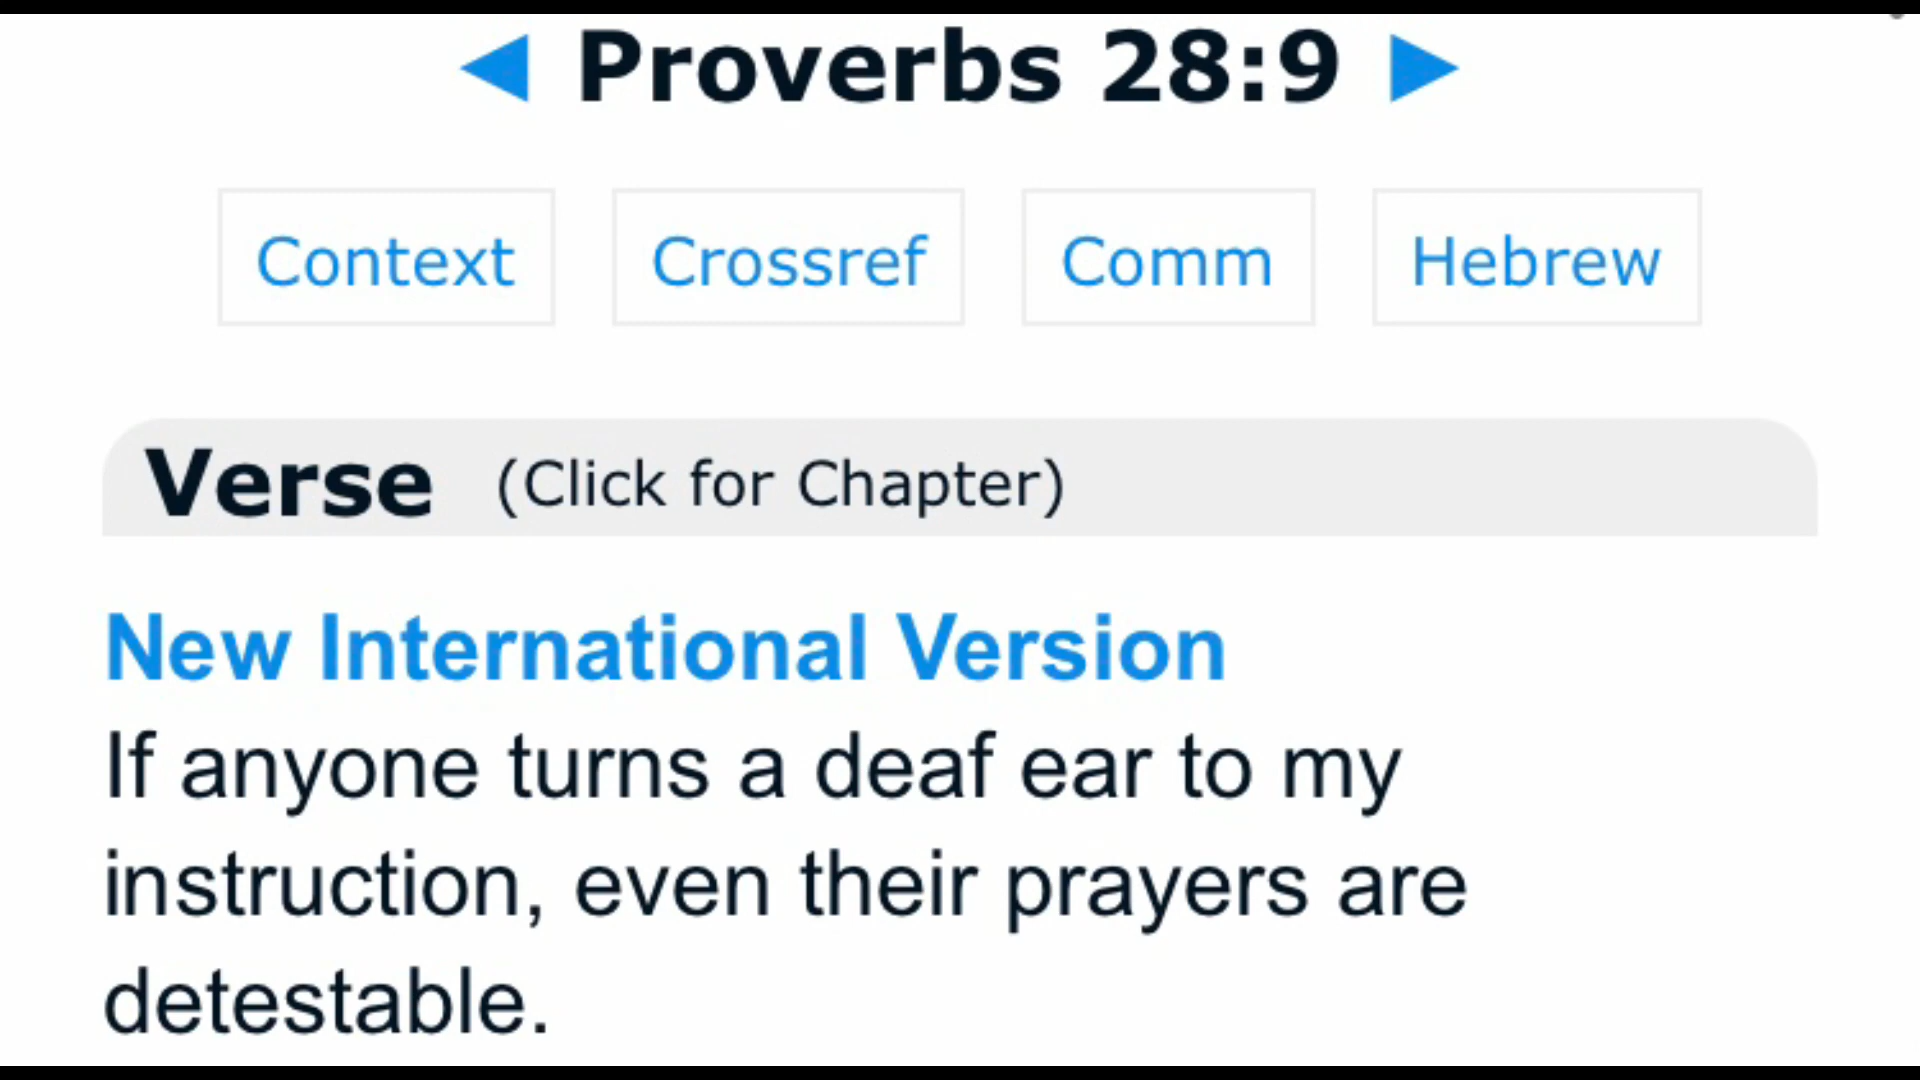 Proverbs 28:9
Context Crossref Comm Hebrew
Verse (Click for Chapter)
New International Version
If anyone turns a deaf ear to my
instruction, even their prayers are
detestable.